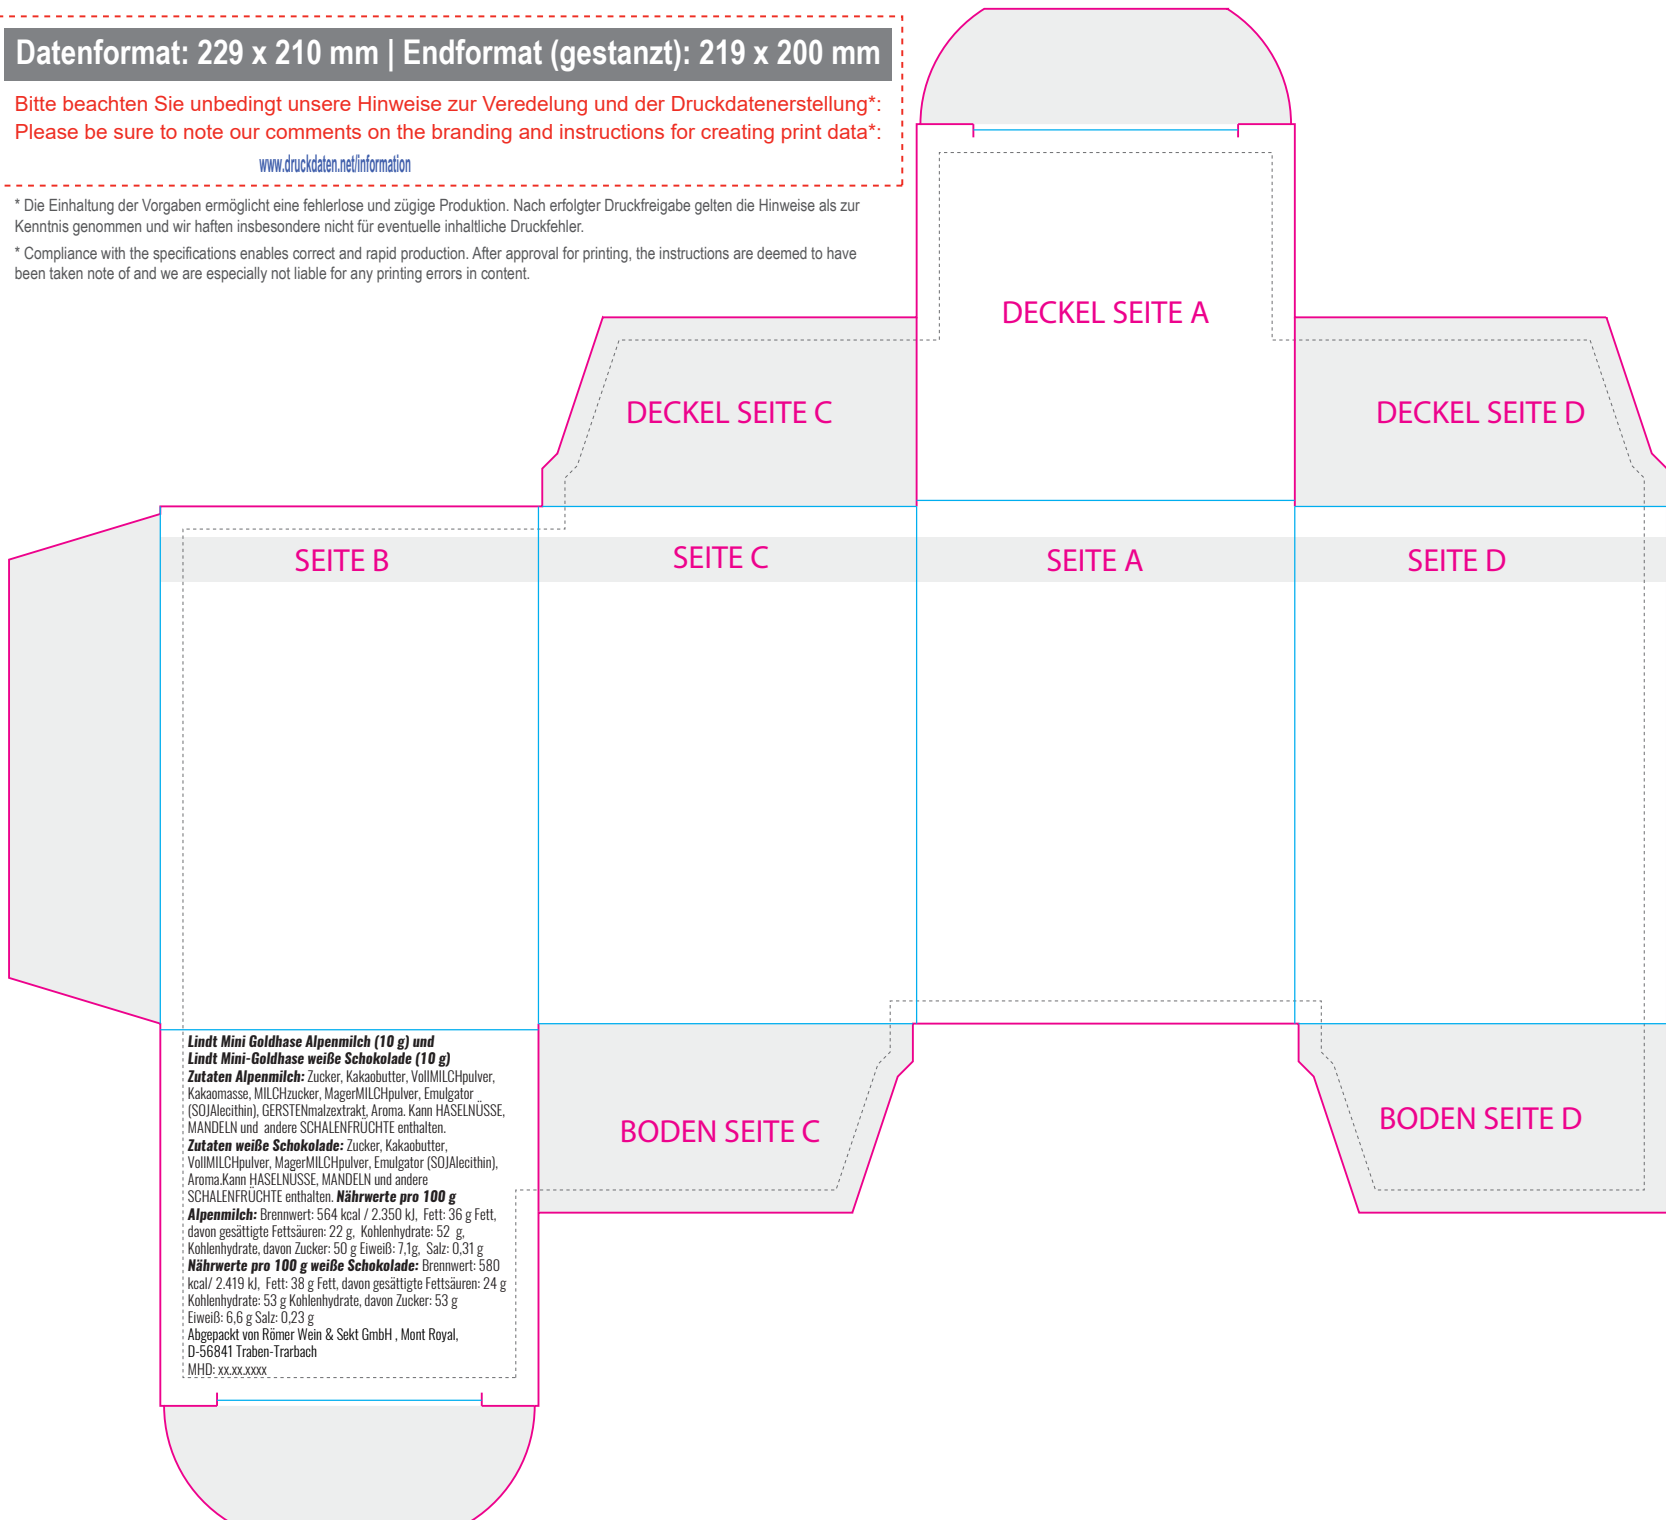 Datenformat: 229 x 210 mm | Endformat (gestanzt): 219 x 200 mm
Bitte beachten Sie unbedingt unsere Hinweise zur Veredelung und der Druckdatenerstellung*:
Please be sure to note our comments on the branding and instructions for creating print data*:
www.druckdaten.net/information
* Die Einhaltung der Vorgaben ermöglicht eine fehlerlose und zügige Produktion. Nach erfolgter Druckfreigabe gelten die Hinweise als zur
Kenntnis genommen und wir haften insbesondere nicht für eventuelle inhaltliche Druckfehler.
* Compliance with the specifications enables correct and rapid production. After approval for printing, the instructions are deemed to have
been taken note of and we are especially not liable for any printing errors in content.
DECKEL SEITE A
DECKEL SEITE C
DECKEL SEITE D
SEITE B
SEITE C
SEITE A
SEITE D
Lindt Mini Goldhase Alpenmilch (10 g) und
Lindt Mini-Goldhase weiße Schokolade (10 g)
Zutaten Alpenmilch: Zucker, Kakaobutter, VollMILCHpulver,
Kakaomasse, MILCHzucker, MagerMILCHpulver, Emulgator
(SOJAlecithin), GERSTENmalzextrakt, Aroma. Kann HASELNÜSSE,
MANDELN und andere SCHALENFRÜCHTE enthalten.
Zutaten weiße Schokolade: Zucker, Kakaobutter,
VollMILCHpulver, MagerMILCHpulver, Emulgator (SOJAlecithin),
Aroma.Kann HASELNÜSSE, MANDELN und andere
SCHALENFRÜCHTE enthalten. Nährwerte pro 100 g
Alpenmilch: Brennwert: 564 kcal / 2.350 kJ, Fett: 36 g Fett,
davon gesättigte Fettsäuren: 22 g, Kohlenhydrate: 52 g,
Kohlenhydrate, davon Zucker: 50 g Eiweiß: 7,1g, Salz: 0,31 g
Nährwerte pro 100 g weiße Schokolade: Brennwert: 580
kcal/ 2.419 kJ, Fett: 38 g Fett, davon gesättigte Fettsäuren: 24 g
Kohlenhydrate: 53 g Kohlenhydrate, davon Zucker: 53 g
Eiweiß: 6,6 g Salz: 0,23 g
Abgepackt von Römer Wein & Sekt GmbH , Mont Royal,
D-56841 Traben-Trarbach
MHD: xx.xx.xxxx
BODEN SEITE C
BODEN SEITE D